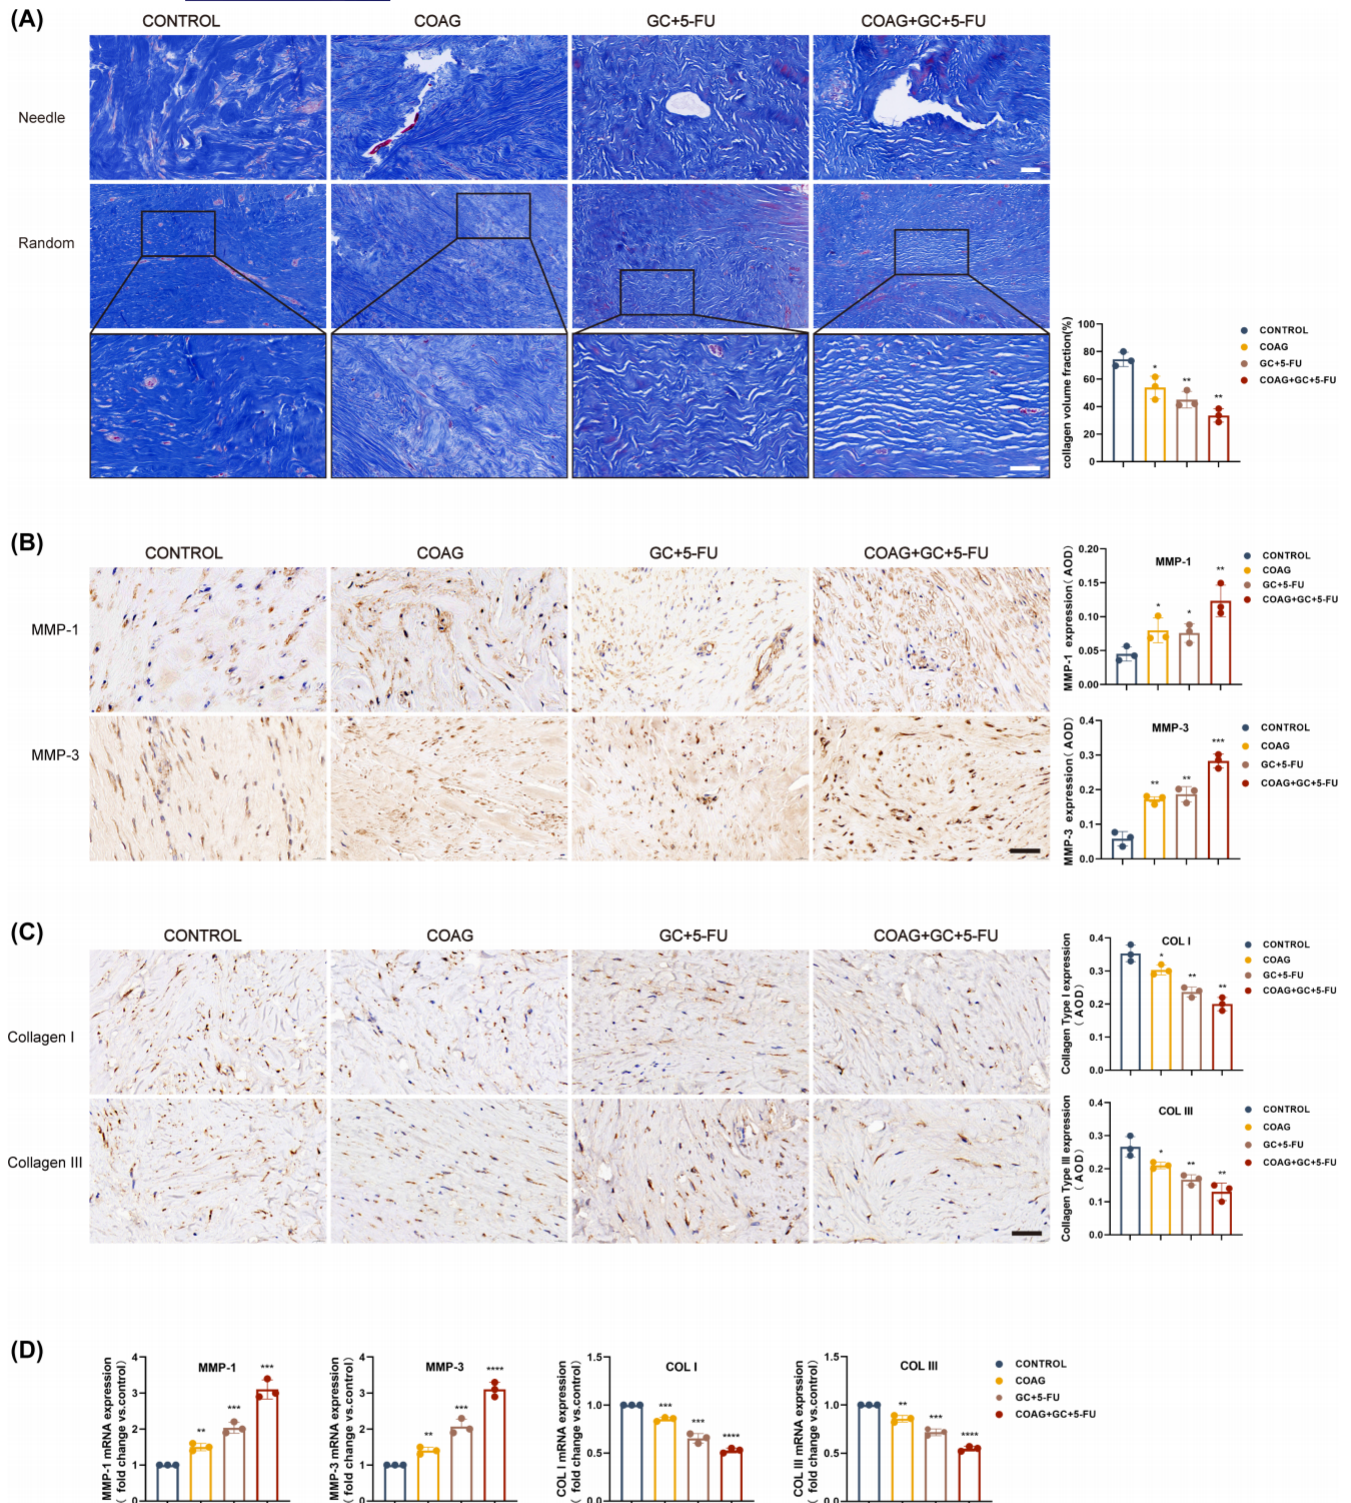 (A)
CONTROL COAG GC+5-FU COAG+GC+5-FU
Needle
Random
collagen volume fraction(%)
100
80
60
40
20
0
*
**
**
CONTROL
COAG
GC+5-FU
COAG+GC+5-FU
(B)
CONTROL COAG GC+5-FU COAG+GC+5-FU
MMP-1
MMP-3
MMP-1 expression( AOD)
MMP-1
0.20
0.15
0.10
0.05
0.00
*
*
**
CONTROL
COAG
GC+5-FU
COAG+GC+5-FU
MMP-3 expression( AOD)
MMP-3
0.4
0.3
0.2
0.1
0.0
**
**
***
CONTROL
COAG
GC+5-FU
COAG+GC+5-FU
(C)
CONTROL COAG GC+5-FU COAG+GC+5-FU
Collagen I
Collagen III
Collagen Type I expression
( AOD)
COL I
0.4
0.3
0.2
0.1
0.0
*
**
**
CONTROL
COAG
GC+5-FU
COAG+GC+5-FU
Collagen Type III expression
( AOD)
COL III
0.4
0.3
0.2
0.1
0.0
*
**
**
CONTROL
COAG
GC+5-FU
COAG+GC+5-FU
(D)
MMP-1 mRNA expression
( fold change vs.control)
MMP-1
4
3
2
1
0
**
***
***
MMP-3 mRNA expression
( fold change vs.control)
MMP-3
4
3
2
1
0
**
***
****
COL I mRNA expression
(fold change vs.control)
COL I
1.5
1.0
0.5
0.0
***
***
****
COL III mRNA exprssion
(fold change vs.control)
COL III
1.5
1.0
0.5
0.0
**
***
****
CONTROL
COAG
GC+5-FU
COAG+GC+5-FU